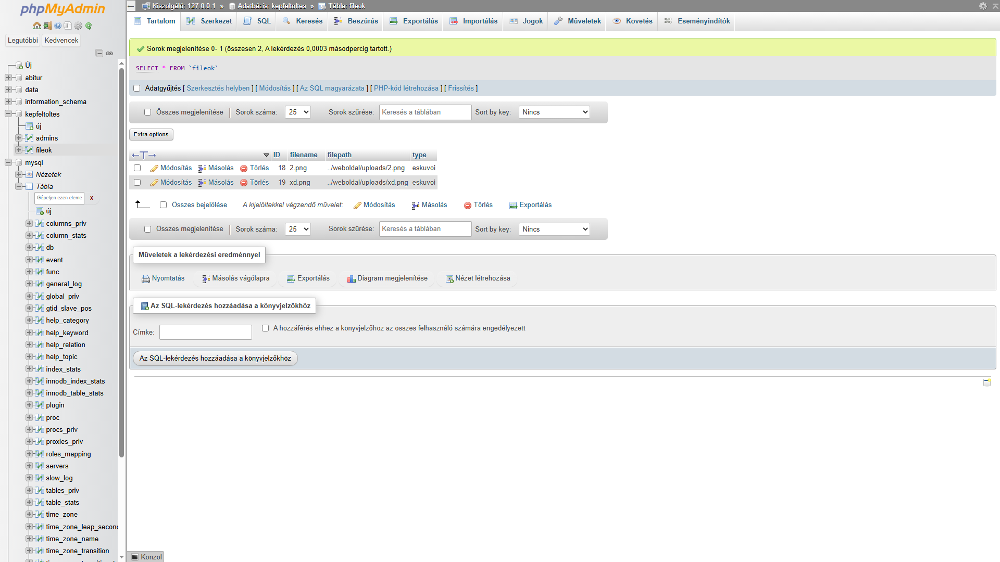 phpMyAdmin
Legutóbbi Kedvencek
Új
abitur
data
information_schema
kepfeltoltes
új
admins
fileok
mysql
Nézetek
Tábla
Gépeljen ezen eleme x
új
columns_priv
column_stats
db
event
func
general_log
global_priv
gtid_slave_pos
help_category
help_keyword
help_relation
help_topic
index_stats
innodb_index_stats
innodb_table_stats
plugin
proc
procs_priv
proxies_priv
roles_mapping
servers
slow_log
tables_priv
table_stats
time_zone
time_zone_leap_secon
time_zone_name
time_zone_transition
Kiszolgáló: 127.0.0.1 » Adatbázis: kepfeltoltes » Tábla: fileok
Tartalom Szerkezet SQL Keresés Beszúrás Exportálás Importálás Jogok Műveletek Követés Eseményindítók
Sorok megjelenítése 0- 1 (összesen 2, A lekérdezés 0,0003 másodpercig tartott.)
SELECT * FROM `fileok`
Adatgyűjtés [ Szerkesztés helyben ] [ Módosítás ] [ Az SQL magyarázata ] [ PHP-kód létrehozása ] [ Frissítés ]
Összes megjelenítése Sorok száma: 25 Sorok szűrése: Keresés a táblában Sort by key: Nincs
Extra options
←T→ ID filename filepath type
Módosítás Másolás Törlés 18 2.png ../weboldal/uploads/2.png eskuvoi
Módosítás Másolás Törlés 19 xd.png ../weboldal/uploads/xd.png eskuvoi
Összes bejelölése A kijelöltekkel végzendő művelet: Módosítás Másolás Törlés Exportálás
Összes megjelenítése Sorok száma: 25 Sorok szűrése: Keresés a táblában Sort by key: Nincs
Műveletek a lekérdezési eredménnyel
Nyomtatás Másolás vágólapra Exportálás Diagram megjelenítése Nézet létrehozása
Az SQL-lekérdezés hozzáadása a könyvjelzőkhöz
Címke: A hozzáférés ehhez a könyvjelzőhöz az összes felhasználó számára engedélyezett
Az SQL-lekérdezés hozzáadása a könyvjelzőkhöz
Konzol